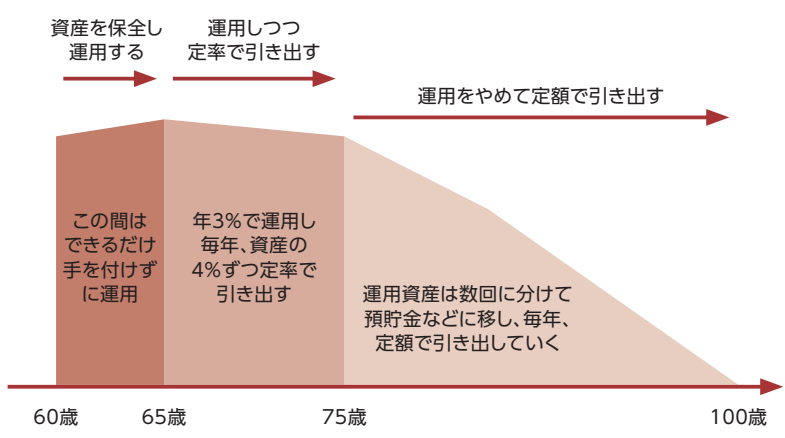 資産を保全し
運用する
運用しつつ
定率で引き出す
運用をやめて定額で引き出す
この間は
できるだけ
手を付けず
に運用
年3%で運用し
毎年、資産の
4%ずつ定率で
引き出す
運用資産は数回に分けて
預貯金などに移し、毎年、
定額で引き出していく
60歳
65歳
75歳
100歳